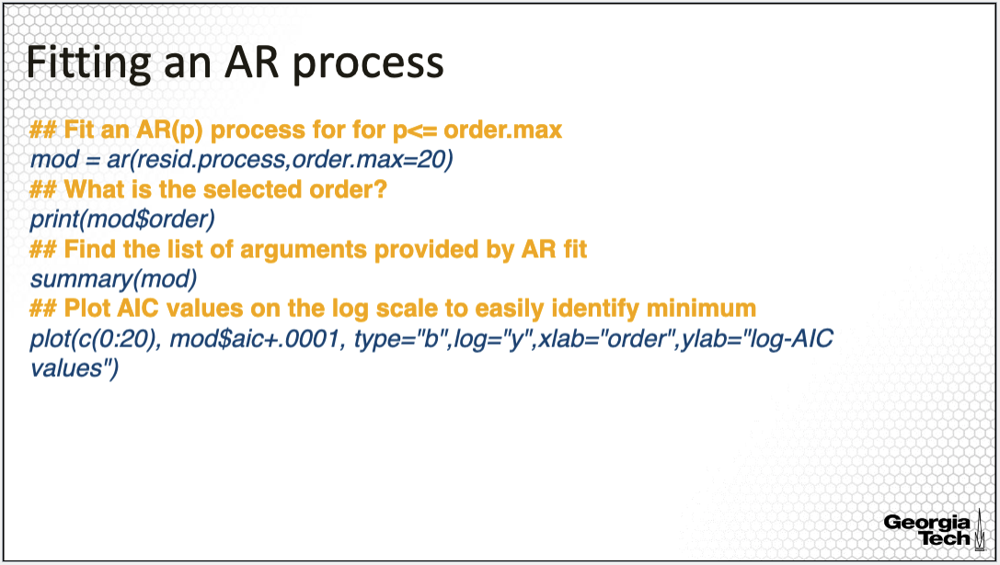 Fitting an AR process
## Fit an AR(p) process for for p<= order.max
mod = ar(resid.process,order.max=20)
## What is the selected order?
print(mod$order)
## Find the list of arguments provided by AR fit
summary(mod)
## Plot AIC values on the log scale to easily identify minimum
plot(c(0:20), mod$aic+.0001, type="b",log="y",xlab="order",ylab="log-AIC
values")
Georgia
Tech